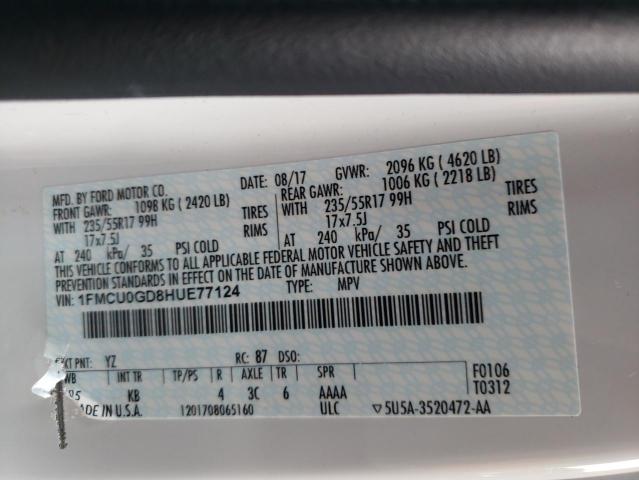 MFD. BY FORD MOTOR CO.
DATE: 08/17 GVWR: 2096 KG ( 4620 LB)
FRONT GAWR: 1098 KG ( 2420 LB) REAR GAWR: 1006 KG ( 2218 LB)
WITH 235/55R17 99H TIRES WITH 235/55R17 99H TIRES
17x7.5J RIMS 17x7.5J RIMS
AT 240 kPa/ 35 PSI COLD AT 240 kPa/ 35 PSI COLD
THIS VEHICLE CONFORMS TO ALL APPLICABLE FEDERAL MOTOR VEHICLE SAFETY AND THEFT
PREVENTION STANDARDS IN EFFECT ON THE DATE OF MANUFACTURE SHOWN ABOVE.
VIN: 1FMCU0GD8HUE77124 TYPE: MPV
EXT PNT: YZ RC: 87 DSO:
WB INT TR TP/PS R AXLE TR SPR F0106
KB 4 3C 6 AAAA T0312
MADE IN U.S.A. 1201708065160 ULC ▽5U5A-3520472-AA